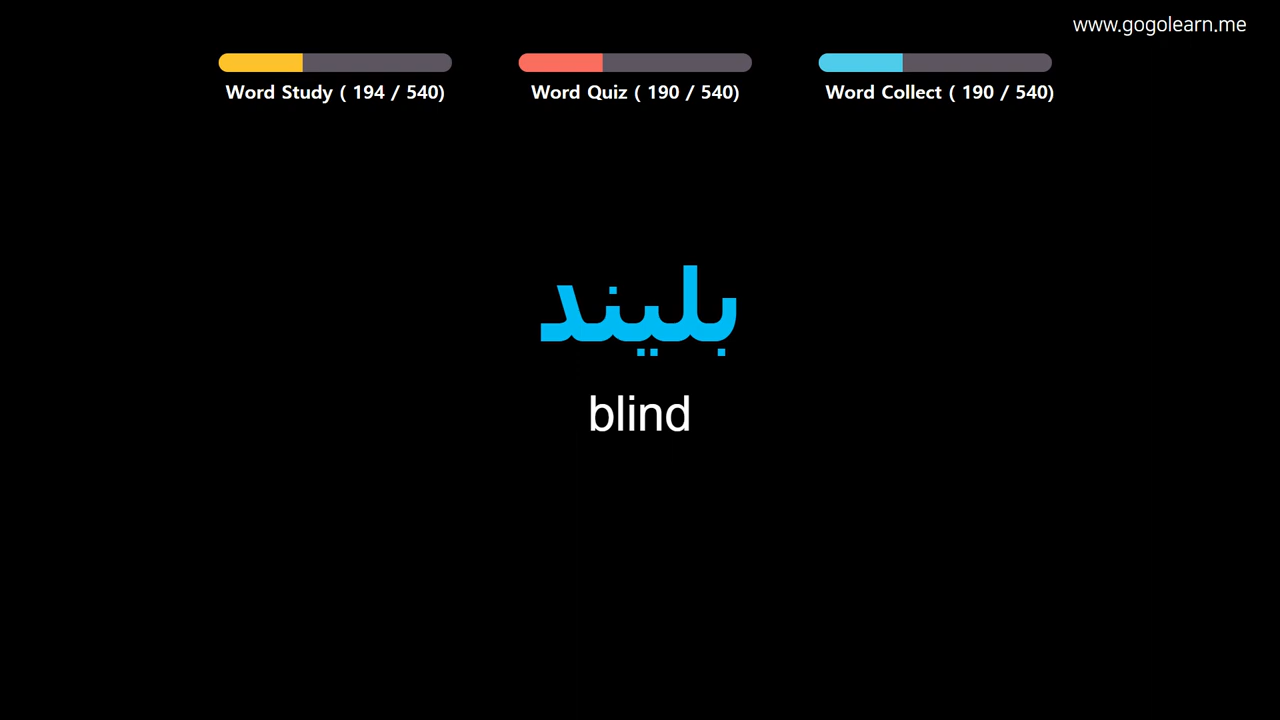 www.gogolearn.me
Word Study ( 194 / 540)
Word Quiz ( 190 / 540)
Word Collect ( 190 / 540)
بليند
blind